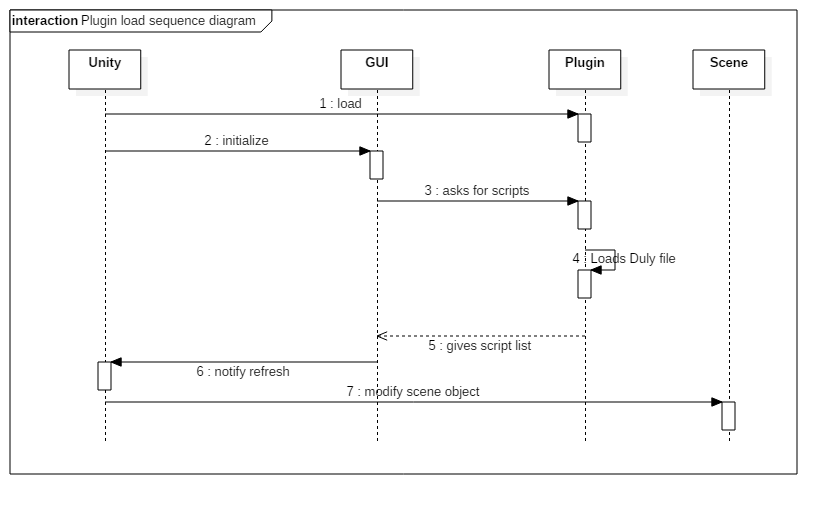 interaction Plugin load sequence diagram
Unity
GUI
Plugin
Scene
1 : load
2 : initialize
3 : asks for scripts
4 : Loads Duly file
5 : gives script list
6 : notify refresh
7 : modify scene object